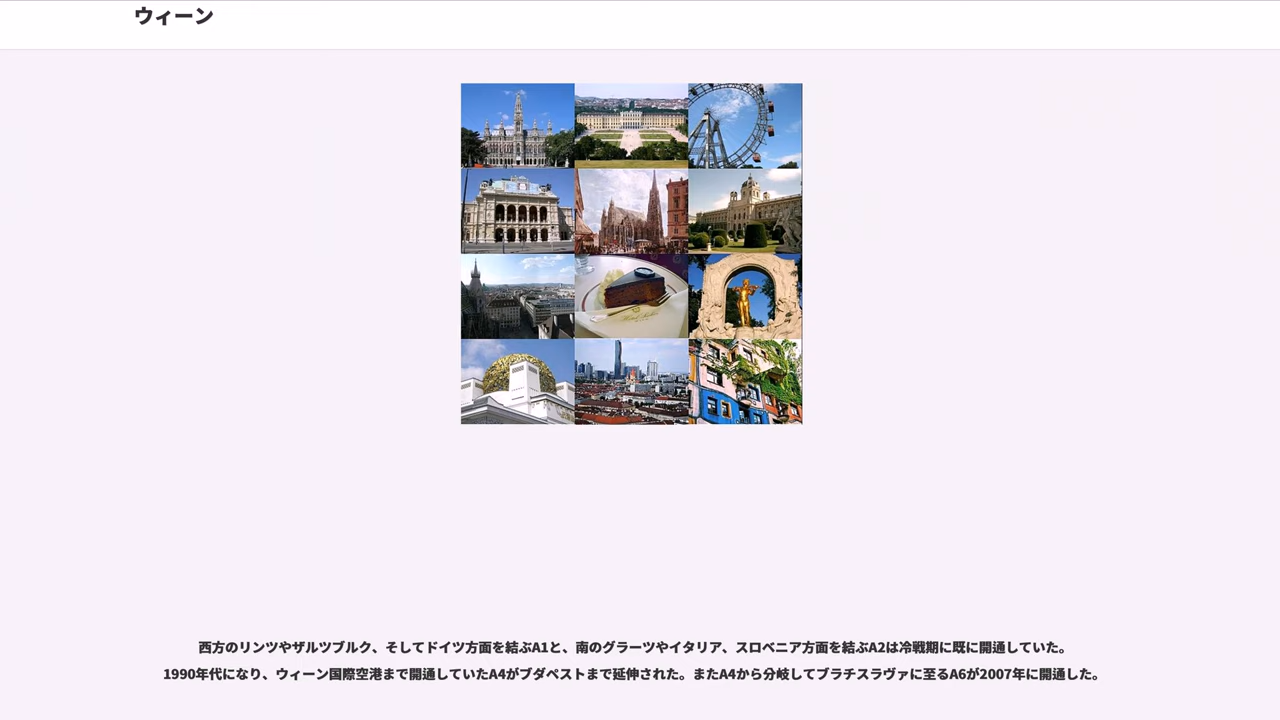 ウィーン
西方のリンツやザルツブルク、そしてドイツ方面を結ぶA1と、南のグラーツやイタリア、スロベニア方面を結ぶA2は冷戦期に既に開通していた。
1990年代になり、ウィーン国際空港まで開通していたA4がブダペストまで延伸された。またA4から分岐してブラチスラヴァに至るA6が2007年に開通した。